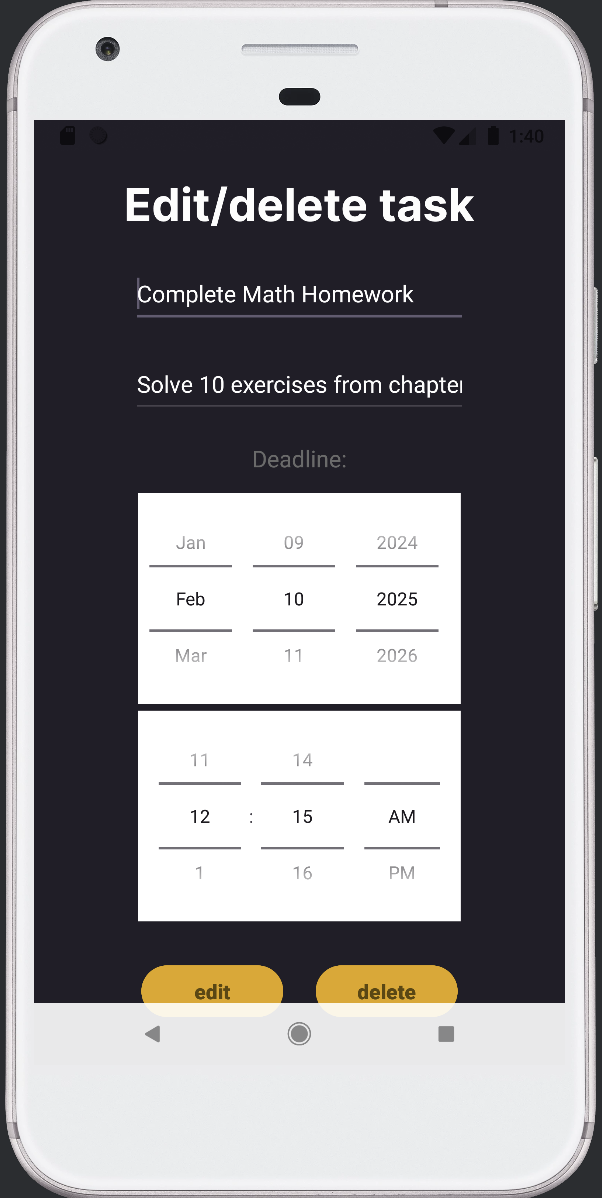 1:40
Edit/delete task
Complete Math Homework
Solve 10 exercises from chapter
Deadline:
Jan 09 2024
Feb 10 2025
Mar 11 2026
11 14
12 : 15 AM
1 16 PM
edit delete